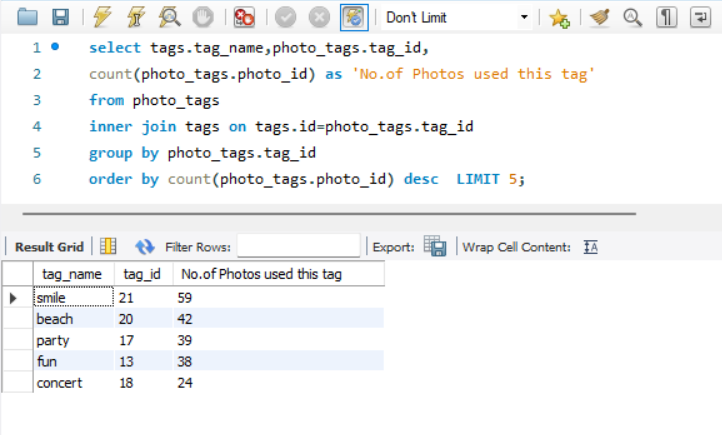 Don't Limit
1 select tags.tag_name,photo_tags.tag_id,
2 count(photo_tags.photo_id) as 'No.of Photos used this tag'
3 from photo_tags
4 inner join tags on tags.id=photo_tags.tag_id
5 group by photo_tags.tag_id
6 order by count(photo_tags.photo_id) desc  LIMIT 5;
Result Grid Filter Rows: Export: Wrap Cell Content: IA
tag_name tag_id No.of Photos used this tag
smile 21 59
beach 20 42
party 17 39
fun 13 38
concert 18 24